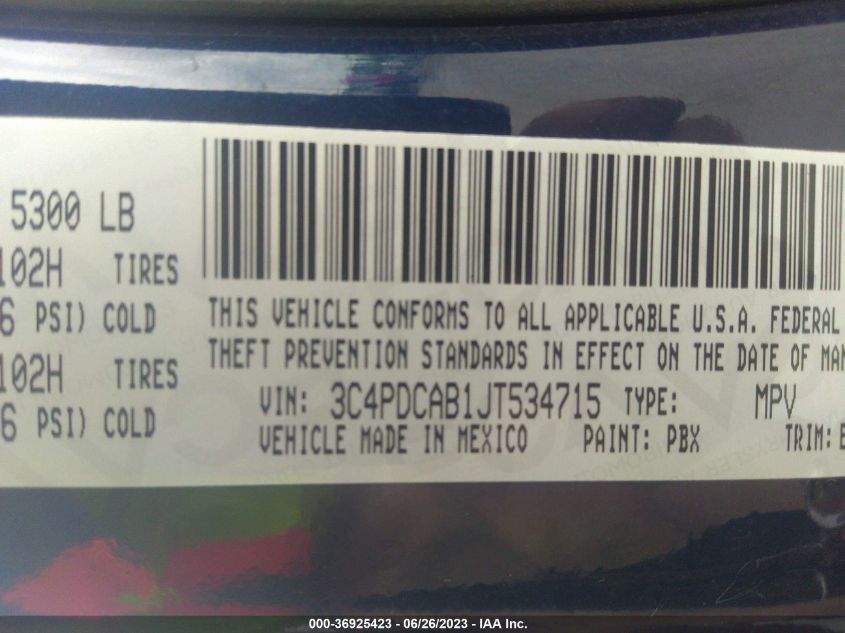 5300 LB
102H TIRES
6 PSI) COLD
102H TIRES
6 PSI) COLD
THIS VEHICLE CONFORMS TO ALL APPLICABLE U.S.A. FEDERAL
THEFT PREVENTION STANDARDS IN EFFECT ON THE DATE OF MAN
VIN: 3C4PDCAB1JT534715 TYPE: MPV
VEHICLE MADE IN MEXICO PAINT: PBX TRIM:
000-36925423 - 06/26/2023 - IAA Inc.